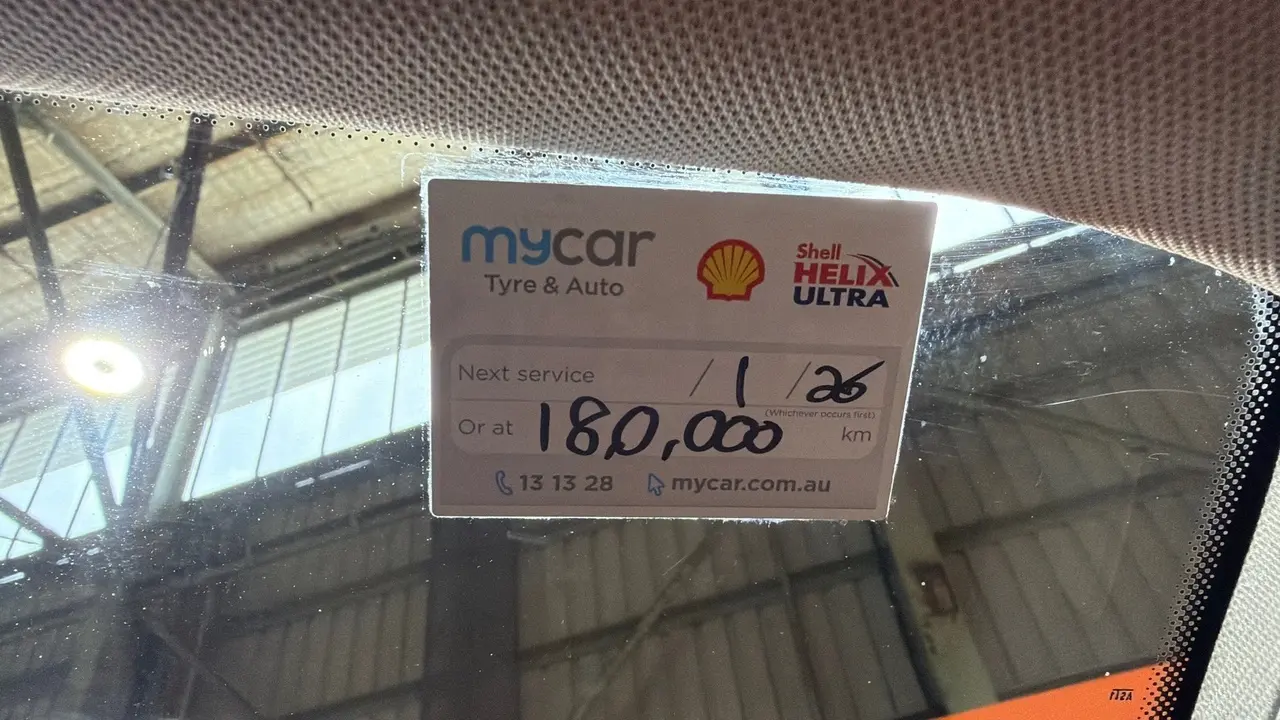 mycar
Tyre & Auto
Shell
HELIX
ULTRA
Next service / 1 / 26
(Whichever occurs first)
Or at 180,000 km
13 13 28 mycar.com.au